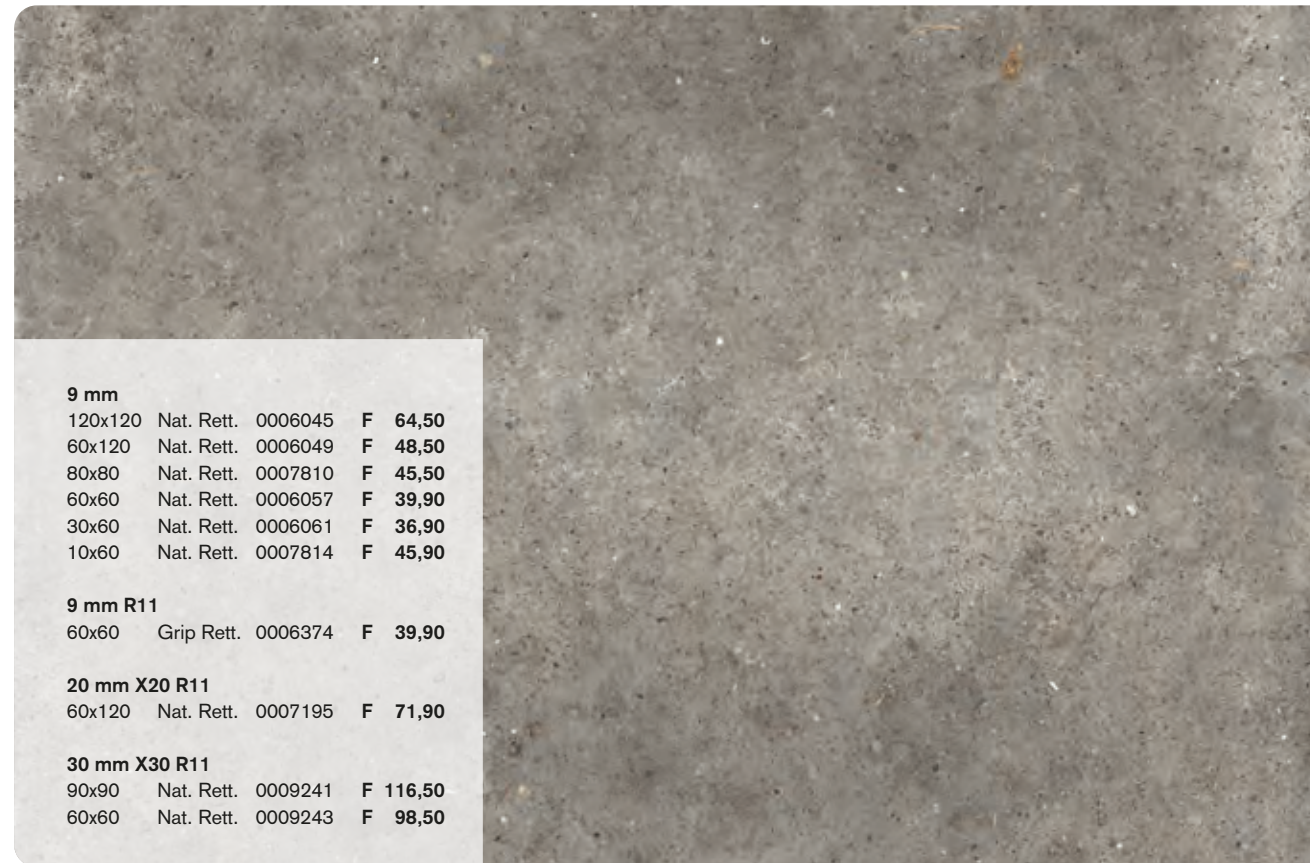 9 mm
120x120 Nat. Rett. 0006045 F 64,50
60x120 Nat. Rett. 0006049 F 48,50
80x80 Nat. Rett. 0007810 F 45,50
60x60 Nat. Rett. 0006057 F 39,90
30x60 Nat. Rett. 0006061 F 36,90
10x60 Nat. Rett. 0007814 F 45,90
9 mm R11
60x60 Grip Rett. 0006374 F 39,90
20 mm X20 R11
60x120 Nat. Rett. 0007195 F 71,90
30 mm X30 R11
90x90 Nat. Rett. 0009241 F 116,50
60x60 Nat. Rett. 0009243 F 98,50